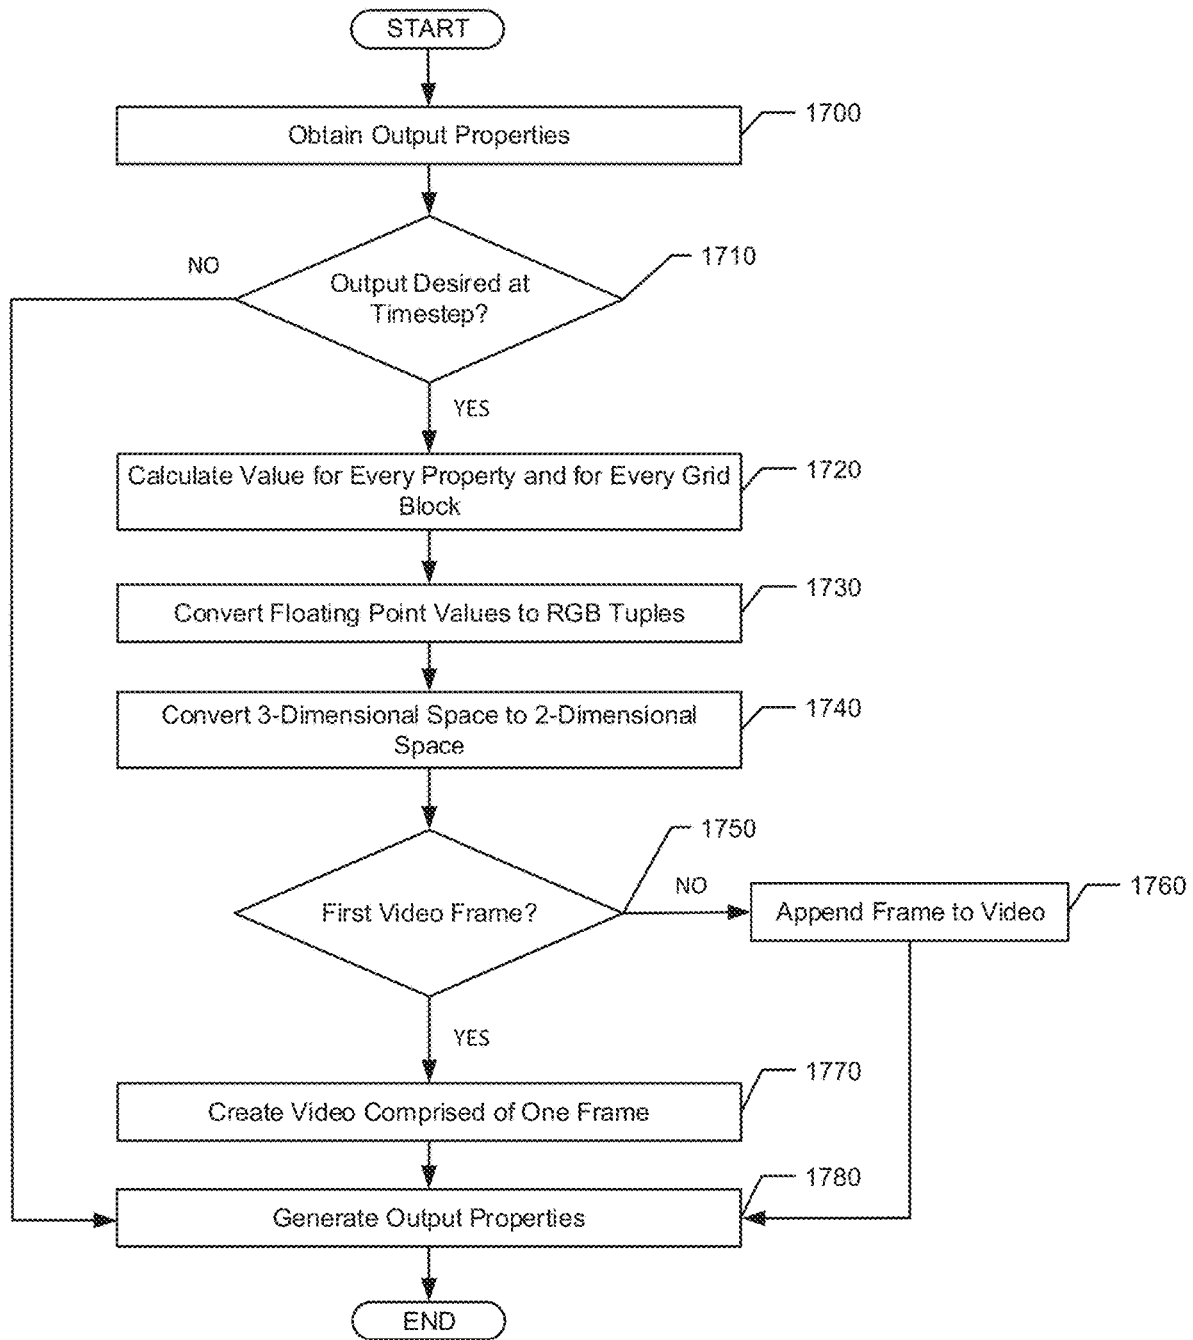 START
Obtain Output Properties
1700
Output Desired at
Timestep?
1710
NO
YES
Calculate Value for Every Property and for Every Grid
Block
1720
Convert Floating Point Values to RGB Tuples
1730
Convert 3-Dimensional Space to 2-Dimensional
Space
1740
First Video Frame?
1750
NO
Append Frame to Video
1760
YES
Create Video Comprised of One Frame
1770
Generate Output Properties
1780
END